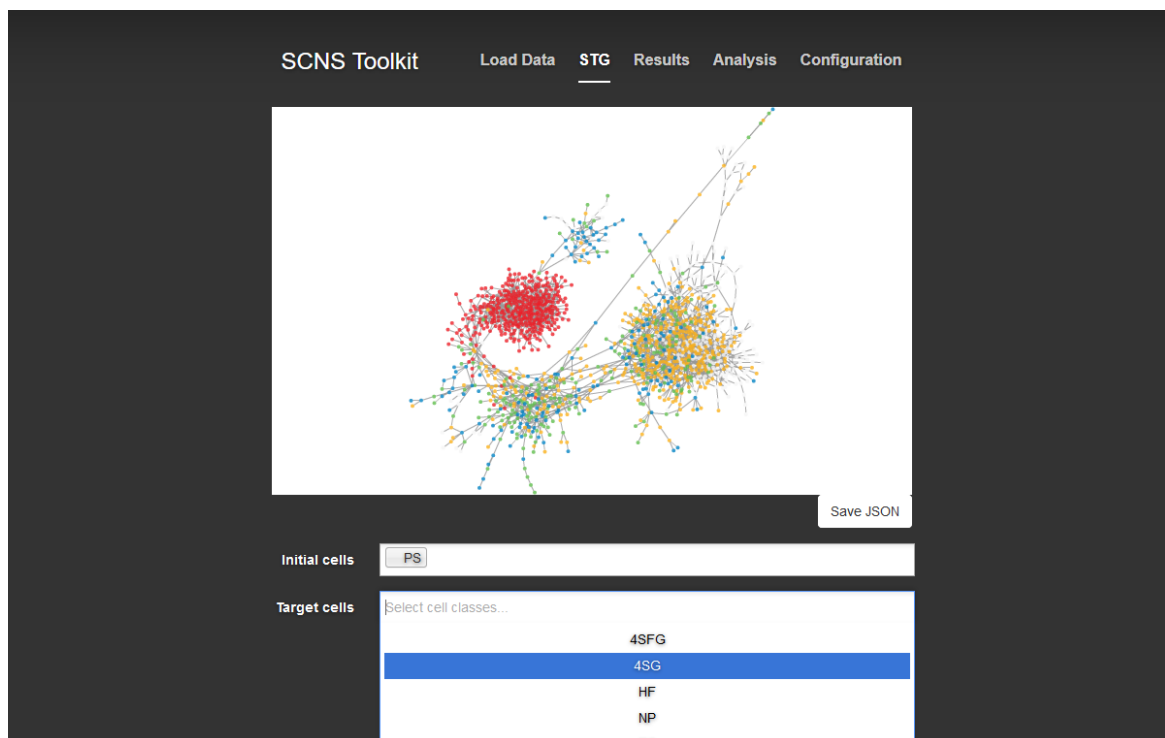 SCNS Toolkit Load Data STG Results Analysis Configuration
Save JSON
Initial cells PS
Target cells Select cell classes...
4SFG
4SG
HF
NP